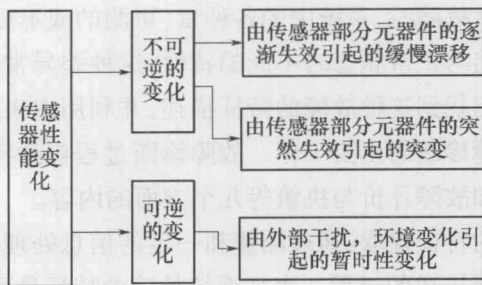 传感
器性
能变
化
不可
逆的
变化
可逆
的变
化
由传感器部分元器件的逐
渐失效引起的缓慢漂移
由传感器部分元器件的突
然失效引起的突变
由外部干扰，环境变化引
起的暂时性变化